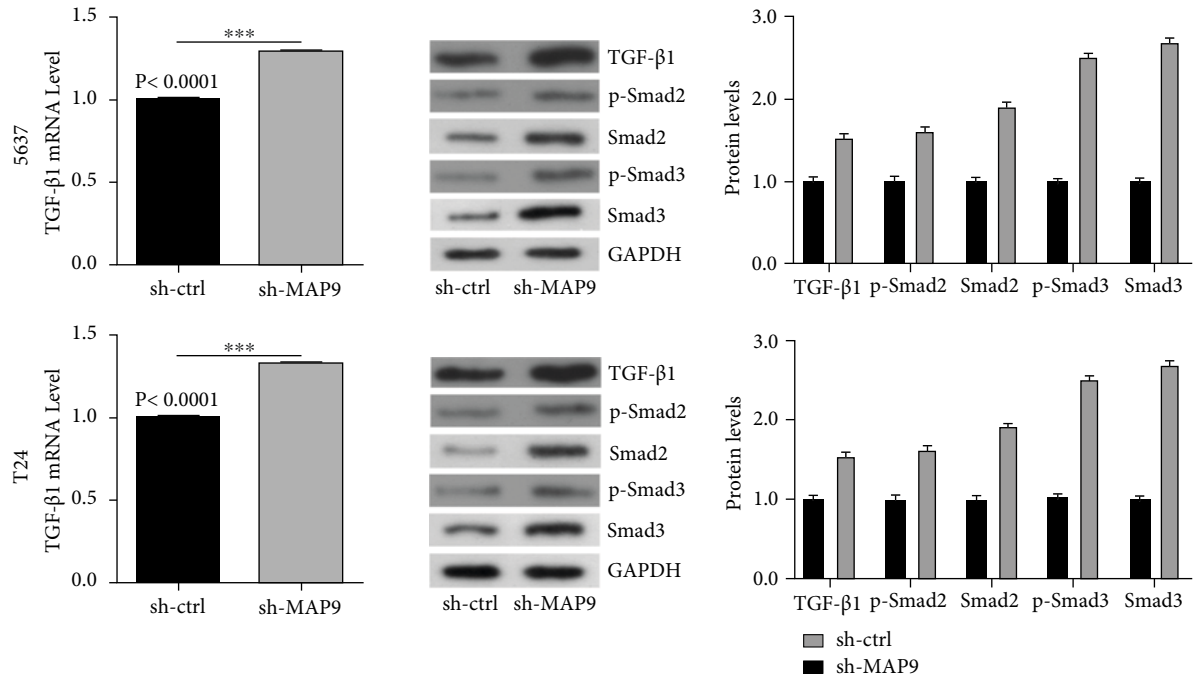 5637
TGF-β1 mRNA Level
1.5
1.0
0.5
0.0
***
P< 0.0001
sh-ctrl
sh-MAP9
TGF-β1
p-Smad2
Smad2
p-Smad3
Smad3
GAPDH
sh-ctrl
sh-MAP9
Protein levels
3.0
2.0
1.0
0.0
TGF-β1
p-Smad2
Smad2
p-Smad3
Smad3
T24
TGF-β1 mRNA Level
1.5
1.0
0.5
0.0
***
P< 0.0001
sh-ctrl
sh-MAP9
TGF-β1
p-Smad2
Smad2
p-Smad3
Smad3
GAPDH
sh-ctrl
sh-MAP9
Protein levels
3.0
2.0
1.0
0.0
TGF-β1
p-Smad2
Smad2
p-Smad3
Smad3
sh-ctrl
sh-MAP9